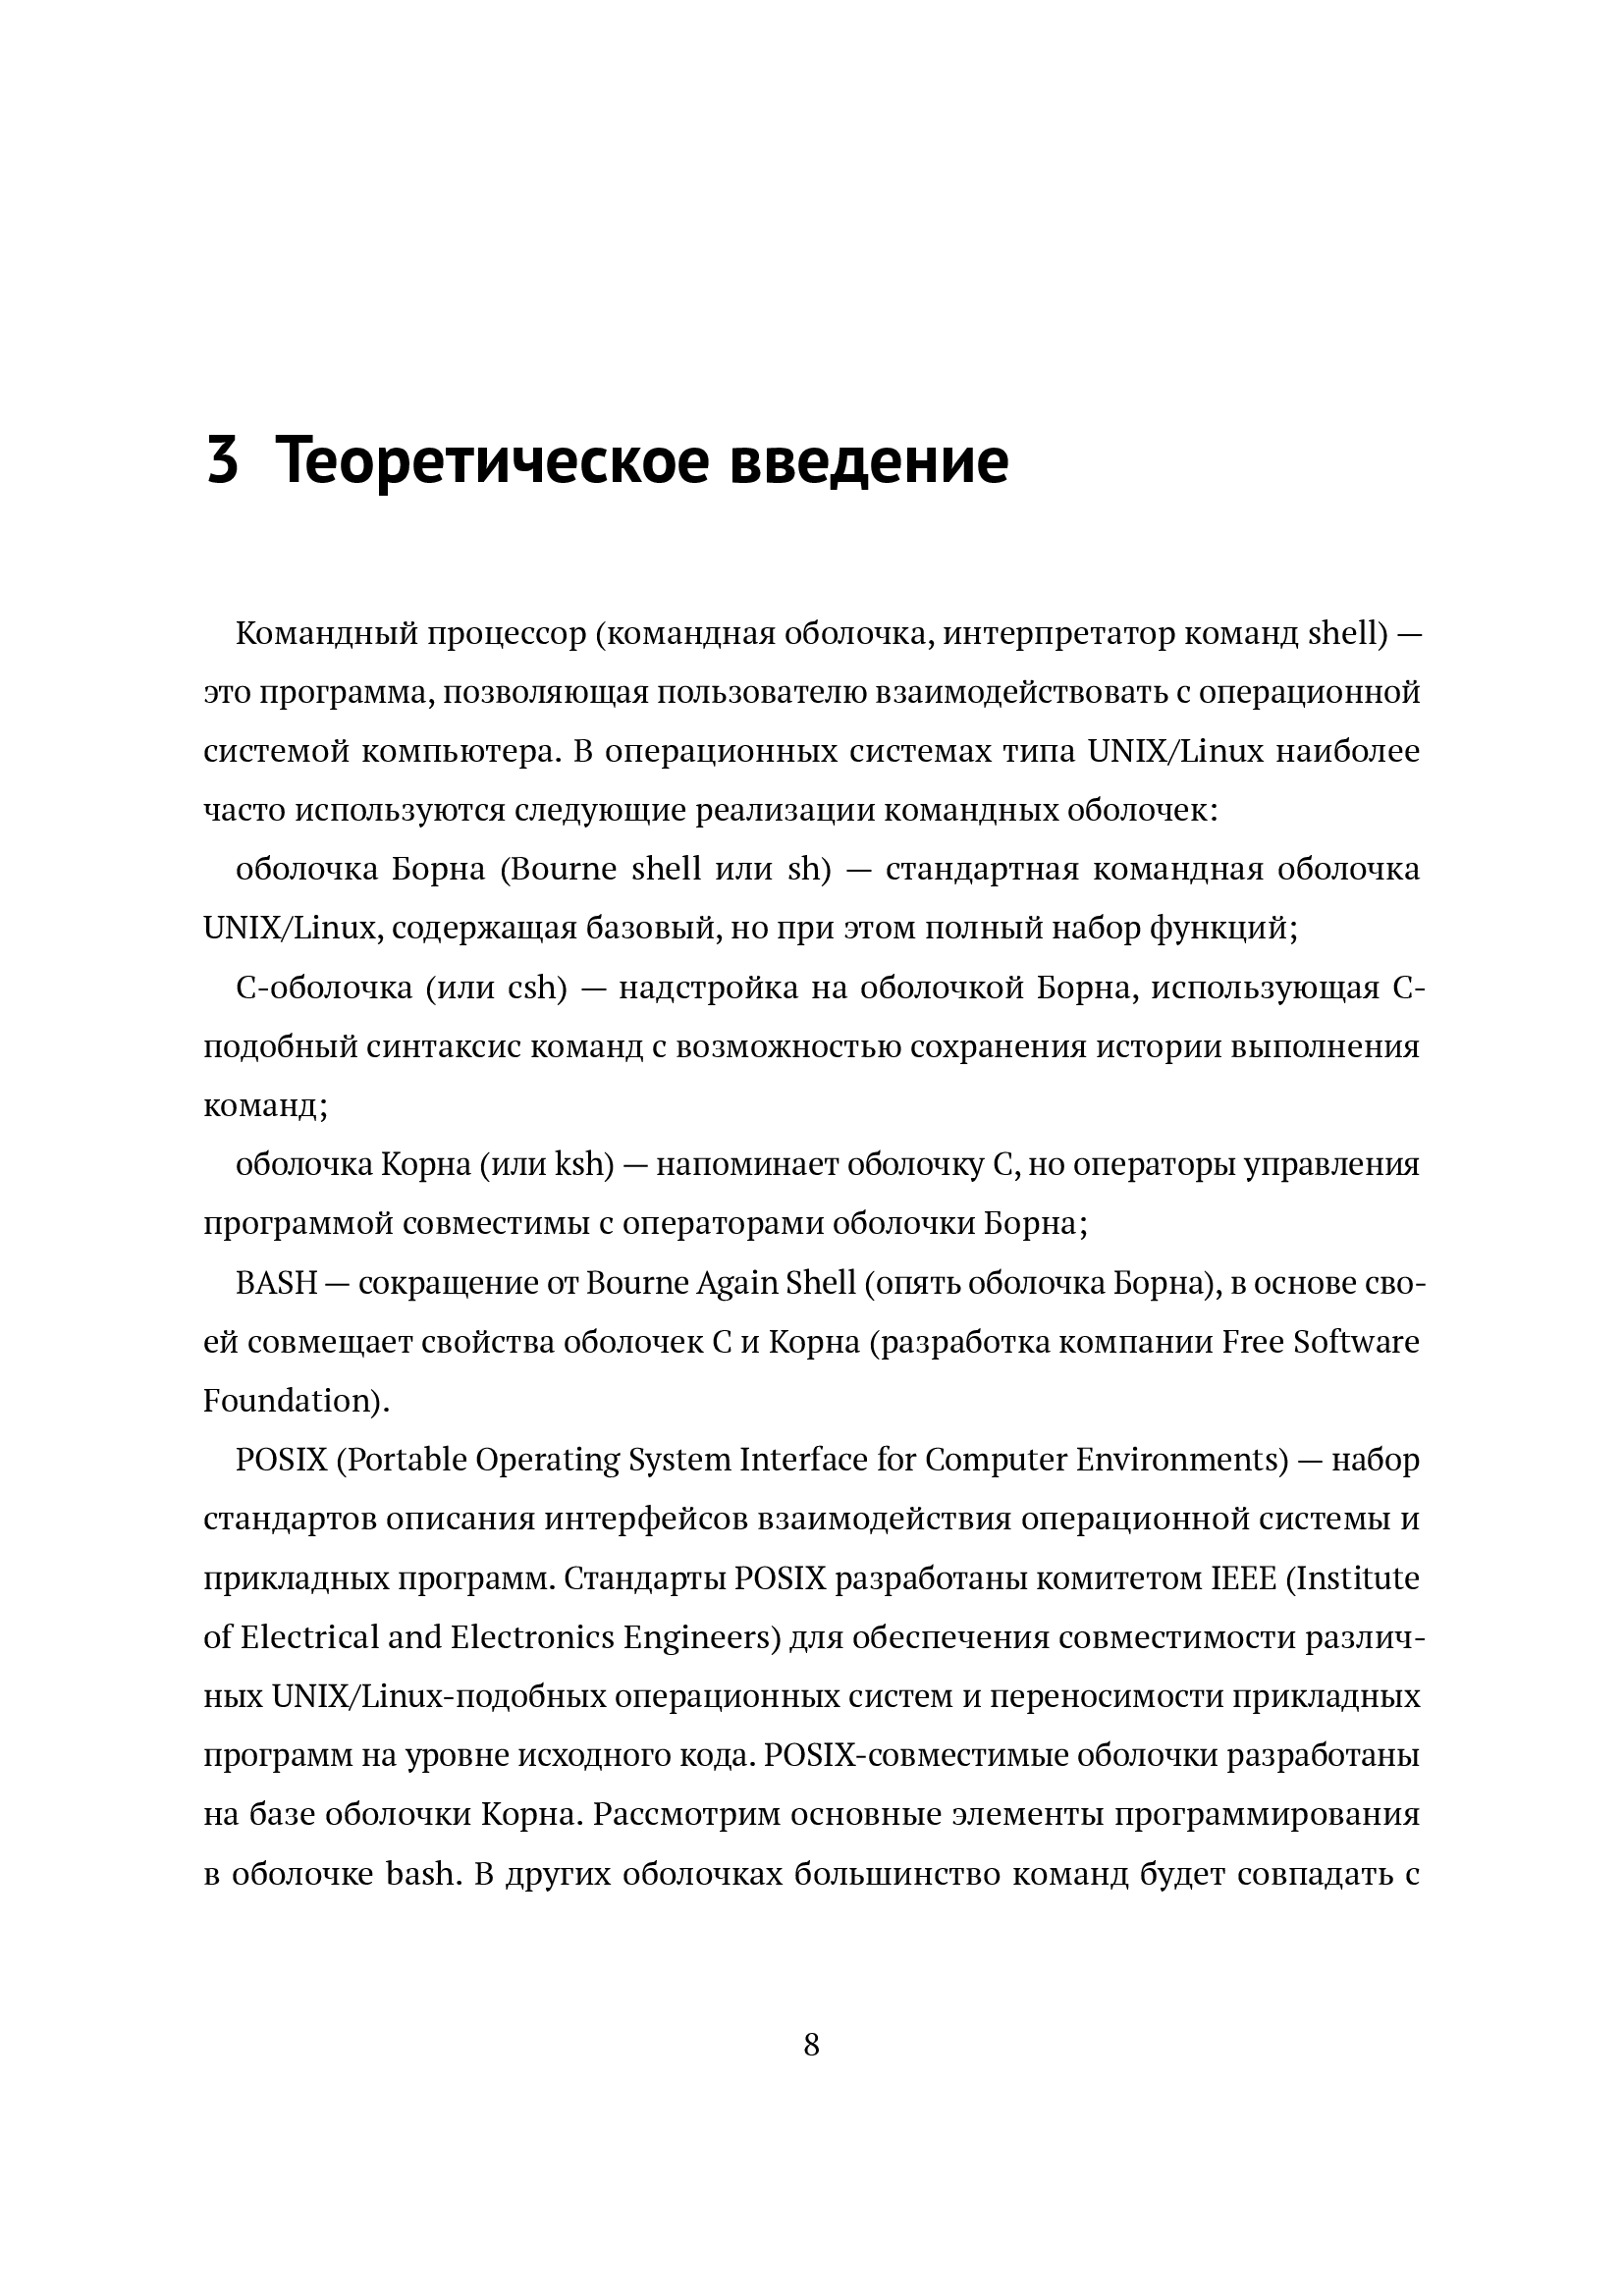 3 Теоретическое введение
Командный процессор (командная оболочка, интерпретатор команд shell) —
это программа, позволяющая пользователю взаимодействовать с операционной
системой компьютера. В операционных системах типа UNIX/Linux наиболее
часто используются следующие реализации командных оболочек:
оболочка Борна (Bourne shell или sh) — стандартная командная оболочка
UNIX/Linux, содержащая базовый, но при этом полный набор функций;
С-оболочка (или csh) — надстройка на оболочкой Борна, использующая С-
подобный синтаксис команд с возможностью сохранения истории выполнения
команд;
оболочка Корна (или ksh) — напоминает оболочку С, но операторы управления
программой совместимы с операторами оболочки Борна;
BASH — сокращение от Bourne Again Shell (опять оболочка Борна), в основе сво-
ей совмещает свойства оболочек С и Корна (разработка компании Free Software
Foundation).
POSIX (Portable Operating System Interface for Computer Environments) — набор
стандартов описания интерфейсов взаимодействия операционной системы и
прикладных программ. Стандарты POSIX разработаны комитетом IEEE (Institute
of Electrical and Electronics Engineers) для обеспечения совместимости различ-
ных UNIX/Linux-подобных операционных систем и переносимости прикладных
программ на уровне исходного кода. POSIX-совместимые оболочки разработаны
на базе оболочки Корна. Рассмотрим основные элементы программирования
в оболочке bash. В других оболочках большинство команд будет совпадать с
8